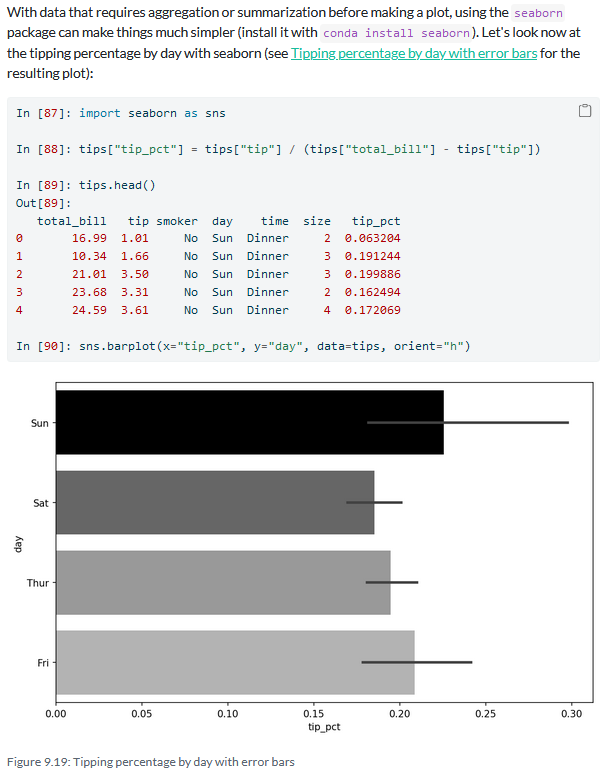 With data that requires aggregation or summarization before making a plot, using the seaborn
package can make things much simpler (install it with conda install seaborn). Let's look now at
the tipping percentage by day with seaborn (see Tipping percentage by day with error bars for the
resulting plot):
In [87]: import seaborn as sns
In [88]: tips["tip_pct"] = tips["tip"] / (tips["total_bill"] - tips["tip"])
In [89]: tips.head()
Out[89]:
   total_bill   tip smoker  day    time  size   tip_pct
0       16.99  1.01     No  Sun  Dinner     2  0.063204
1       10.34  1.66     No  Sun  Dinner     3  0.191244
2       21.01  3.50     No  Sun  Dinner     3  0.199886
3       23.68  3.31     No  Sun  Dinner     2  0.162494
4       24.59  3.61     No  Sun  Dinner     4  0.172069
In [90]: sns.barplot(x="tip_pct", y="day", data=tips, orient="h")
Sun
Sat
day
Thur
Fri
0.00 0.05 0.10 0.15 0.20 0.25 0.30
tip_pct
Figure 9.19: Tipping percentage by day with error bars